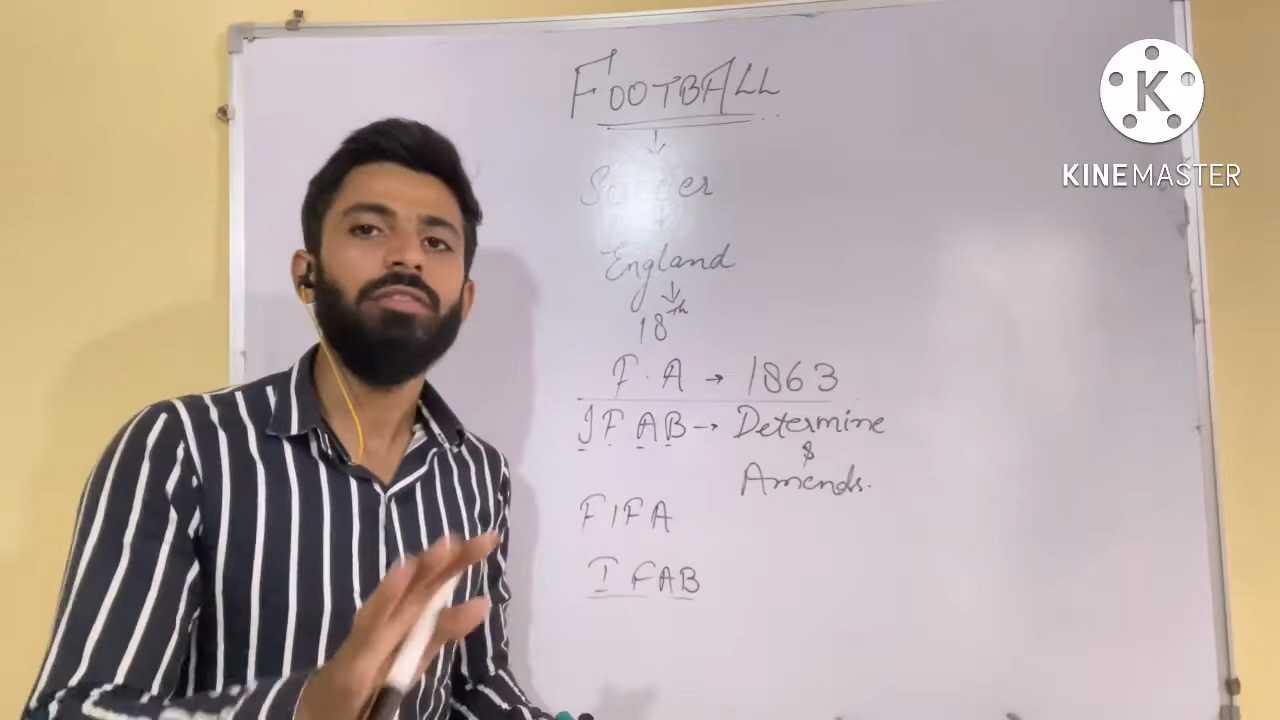 FOOTBALL
Soccer
England
18th
F.A → 1863
IFAB → Determine
&
Amends.
FIFA
IFAB
K
KINEMASTER